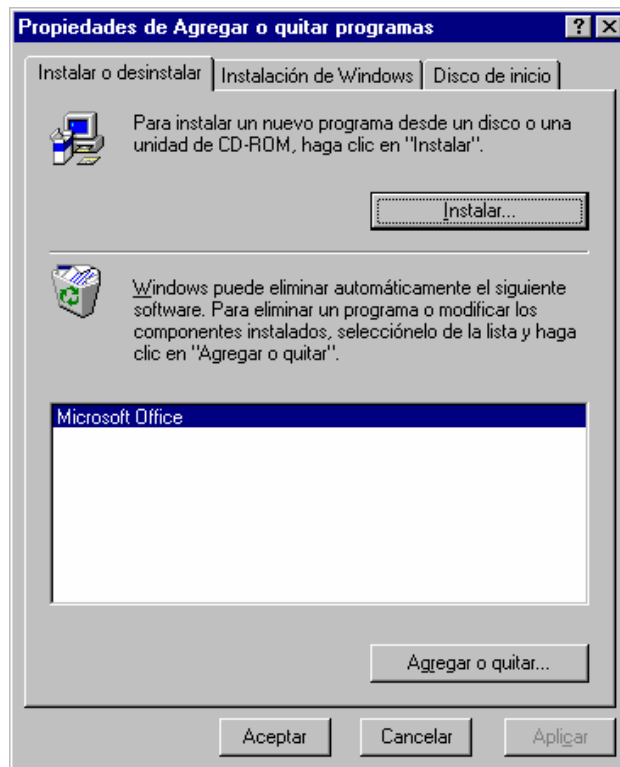 Propiedades de Agregar o quitar programas
Instalar o desinstalar Instalación de Windows Disco de inicio
Para instalar un nuevo programa desde un disco o una
unidad de CD-ROM, haga clic en "Instalar".
Instalar...
Windows puede eliminar automáticamente el siguiente
software. Para eliminar un programa o modificar los
componentes instalados, selecciónelo de la lista y haga
clic en "Agregar o quitar".
Microsoft Office
Agregar o quitar...
Aceptar Cancelar Aplicar